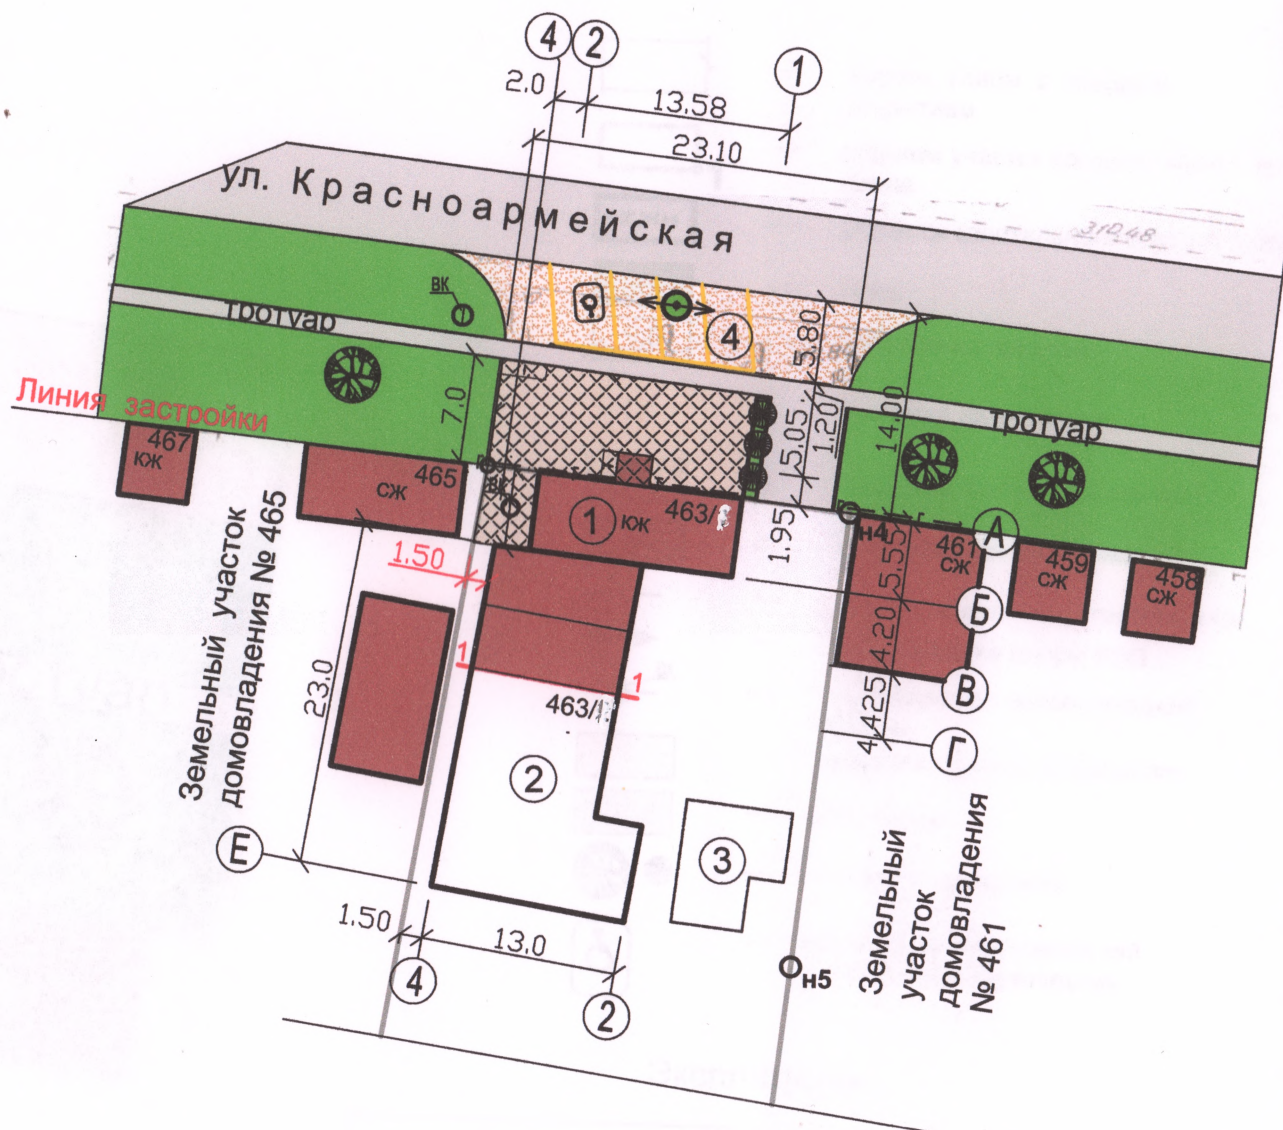 4
2
1
2.0
13.58
23.10
ул. Красноармейская
310.48
вк
тротуар
4
5.80
7.0
5.05
1.20
14.00
тротуар
Линия застройки
467
кж
465
сж
вк
1
кж
463/
1.95
н4
5.55
461
сж
А
459
сж
458
сж
1.50
Б
4.20
1
1
463/
В
4.425
Г
23.0
Земельный участок
домовладения № 465
2
3
Е
Земельный
участок
домовладения
№ 461
1.50
13.0
4
2
н5